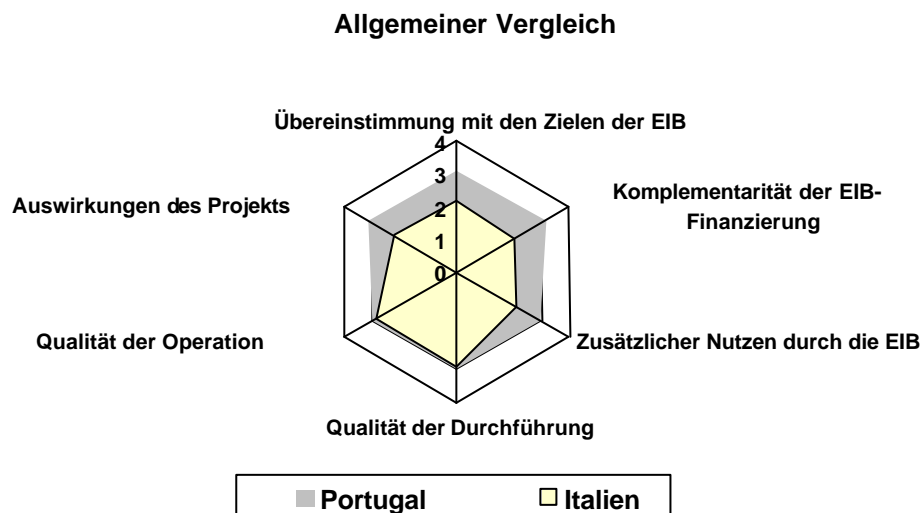 Allgemeiner Vergleich
Übereinstimmung mit den Zielen der EIB
4
3
2
1
0
Komplementarität der EIB-
Finanzierung
Zusätzlicher Nutzen durch die EIB
Qualität der Durchführung
Qualität der Operation
Auswirkungen des Projekts
Portugal
Italien